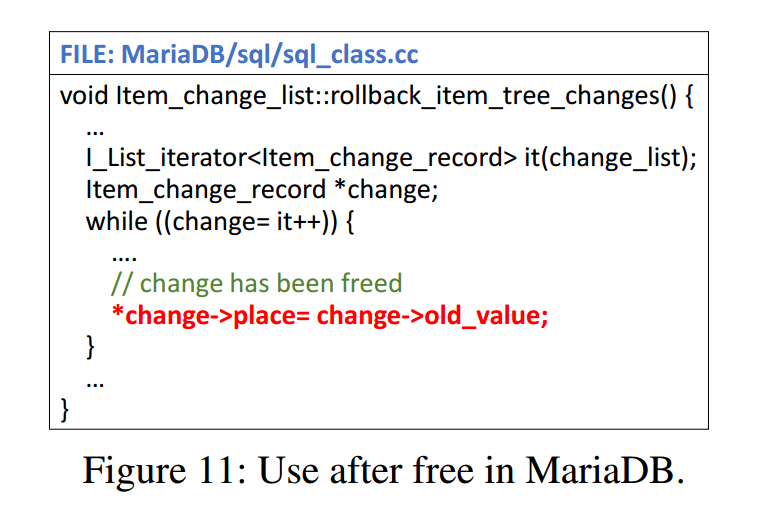 FILE: MariaDB/sql/sql_class.cc
void Item_change_list::rollback_item_tree_changes() {
...
I_List_iterator<Item_change_record> it(change_list);
Item_change_record *change;
while ((change= it++)) {
....
// change has been freed
*change->place= change->old_value;
}
...
}
Figure 11: Use after free in MariaDB.